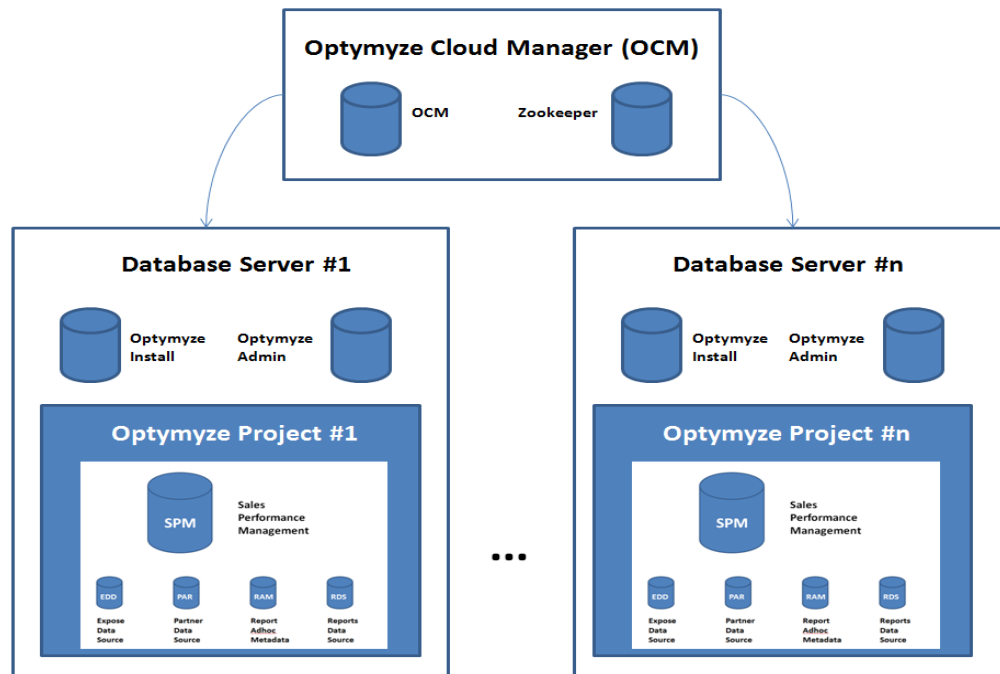 Optymyze Cloud Manager (OCM)
OCM
Zookeeper
Database Server #1
Optymyze
Install
Optymyze
Admin
Optymyze Project #1
SPM
Sales
Performance
Management
EDD
PAR
RAM
RDS
Expose
Data
Source
Partner
Data
Source
Report
Adhoc
Metadata
Reports
Data
Source
...
Database Server #n
Optymyze
Install
Optymyze
Admin
Optymyze Project #n
SPM
Sales
Performance
Management
EDD
PAR
RAM
RDS
Expose
Data
Source
Partner
Data
Source
Report
Adhoc
Metadata
Reports
Data
Source